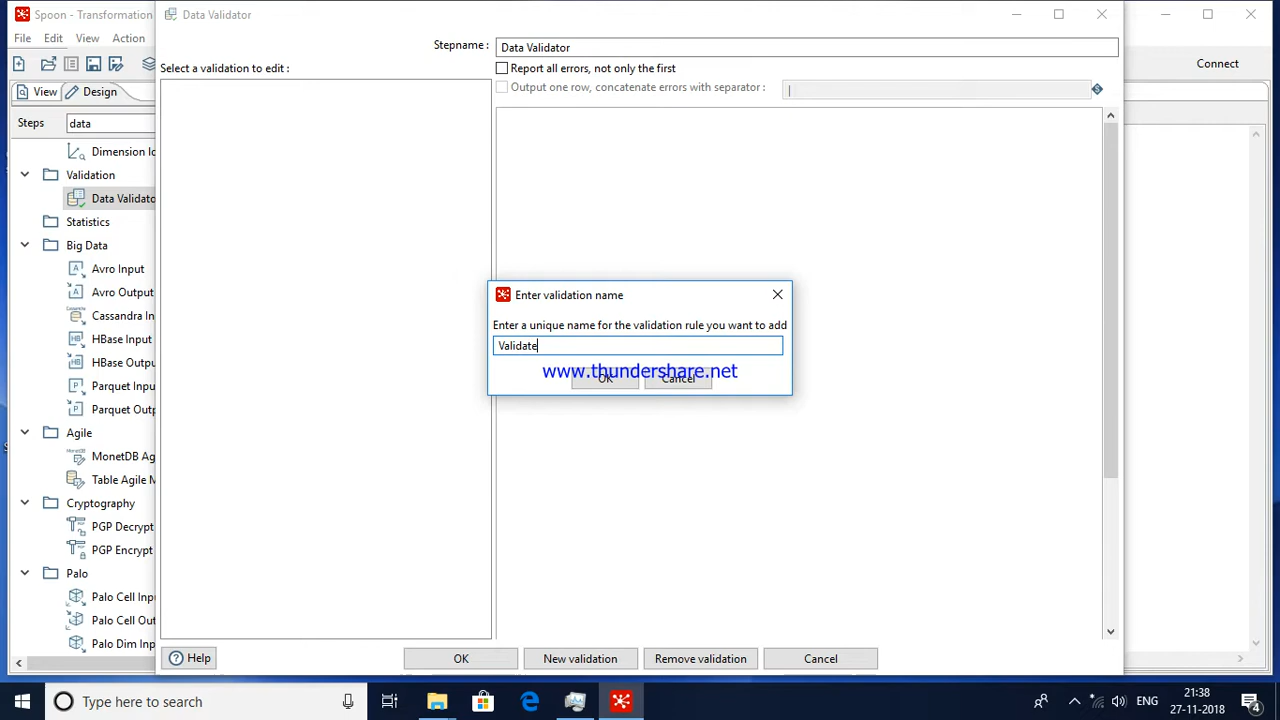 Spoon - Transformation
Data Validator
File Edit View Action
Stepname :
Data Validator
Connect
Select a validation to edit :
Report all errors, not only the first
Output one row, concatenate errors with separator :
|
View Design
Steps
data
Dimension lo
Validation
Data Validato
Statistics
Big Data
Avro Input
Avro Output
Cassandra In
HBase Input
HBase Outpu
Parquet Inpu
Parquet Outp
Agile
MonetDB Ag
Table Agile M
Cryptography
PGP Decrypt
PGP Encrypt
Palo
Palo Cell Inpu
Palo Cell Out
Palo Dim Inp
Enter validation name
Enter a unique name for the validation rule you want to add
Validate
www.thundershare.net
OK Cancel
Help
OK
New validation
Remove validation
Cancel
Type here to search
ENG
21:38
27-11-2018
4